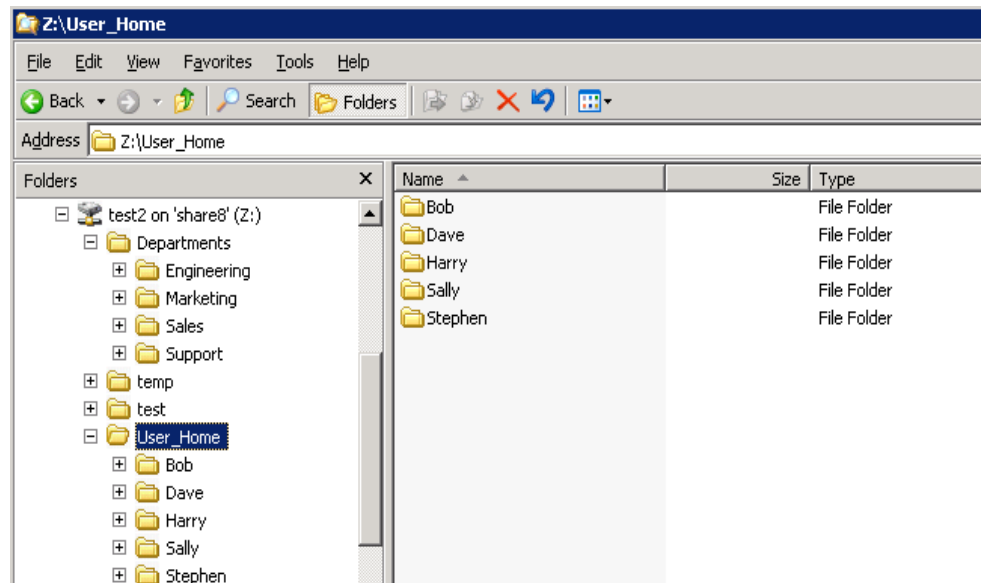 Z:\User_Home
File Edit View Favorites Tools Help
Back Search Folders
Address Z:\User_Home
Folders
test2 on 'share8' (Z:)
Departments
Engineering
Marketing
Sales
Support
temp
test
User_Home
Bob
Dave
Harry
Sally
Stephen
Name Size Type
Bob File Folder
Dave File Folder
Harry File Folder
Sally File Folder
Stephen File Folder